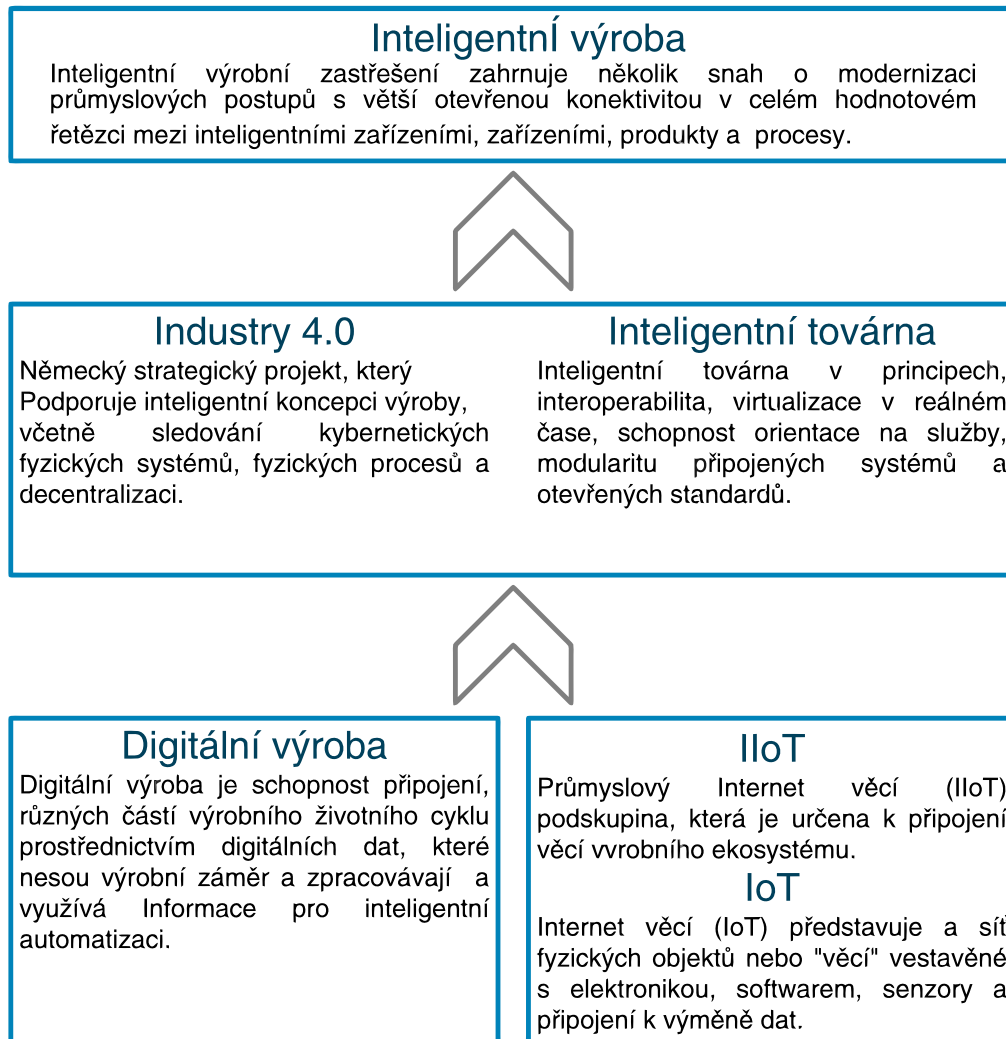 InteligentnÍ výroba
Inteligentní výrobní zastřešení zahrnuje několik snah o modernizaci
průmyslových postupů s větší otevřenou konektivitou v celém hodnotovém
řetězci mezi inteligentními zařízeními, zařízeními, produkty a procesy.
Industry 4.0
Německý strategický projekt, který
Podporuje inteligentní koncepci výroby,
včetně sledování kybernetických
fyzických systémů, fyzických procesů a
decentralizaci.
Inteligentní továrna
Inteligentní továrna v principech,
interoperabilita, virtualizace v reálném
čase, schopnost orientace na služby,
modularitu připojených systémů a
otevřených standardů.
Digitální výroba
Digitální výroba je schopnost připojení,
různých částí výrobního životního cyklu
prostřednictvím digitálních dat, které
nesou výrobní záměr a zpracovávají a
využívá Informace pro inteligentní
automatizaci.
IIoT
Průmyslový Internet věcí (IIoT)
podskupina, která je určena k připojení
věcí vvrobního ekosystému.
IoT
Internet věcí (IoT) představuje a síť
fyzických objektů nebo "věcí" vestavěné
s elektronikou, softwarem, senzory a
připojení k výměně dat.